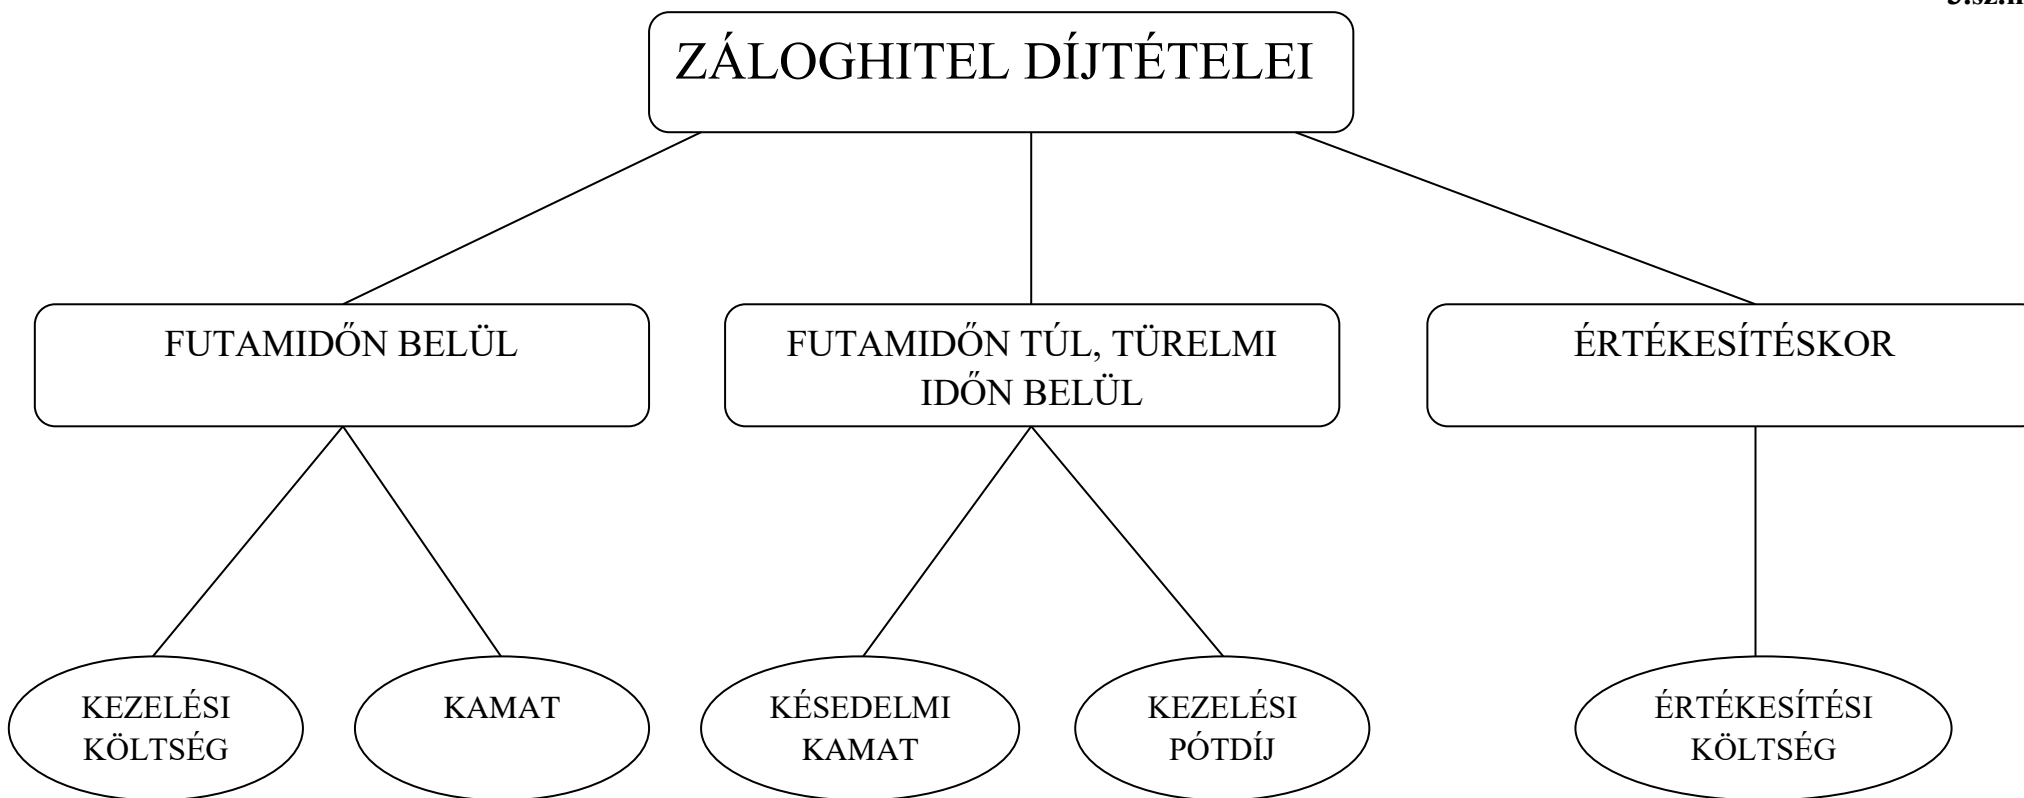 ZÁLOGHITEL DÍJTÉTELEI
FUTAMIDŐN BELÜL
FUTAMIDŐN TÚL, TÜRELMI
IDŐN BELÜL
ÉRTÉKESÍTÉSKOR
KEZELÉSI
KÖLTSÉG
KAMAT
KÉSEDELMI
KAMAT
KEZELÉSI
PÓTDÍJ
ÉRTÉKESÍTÉSI
KÖLTSÉG